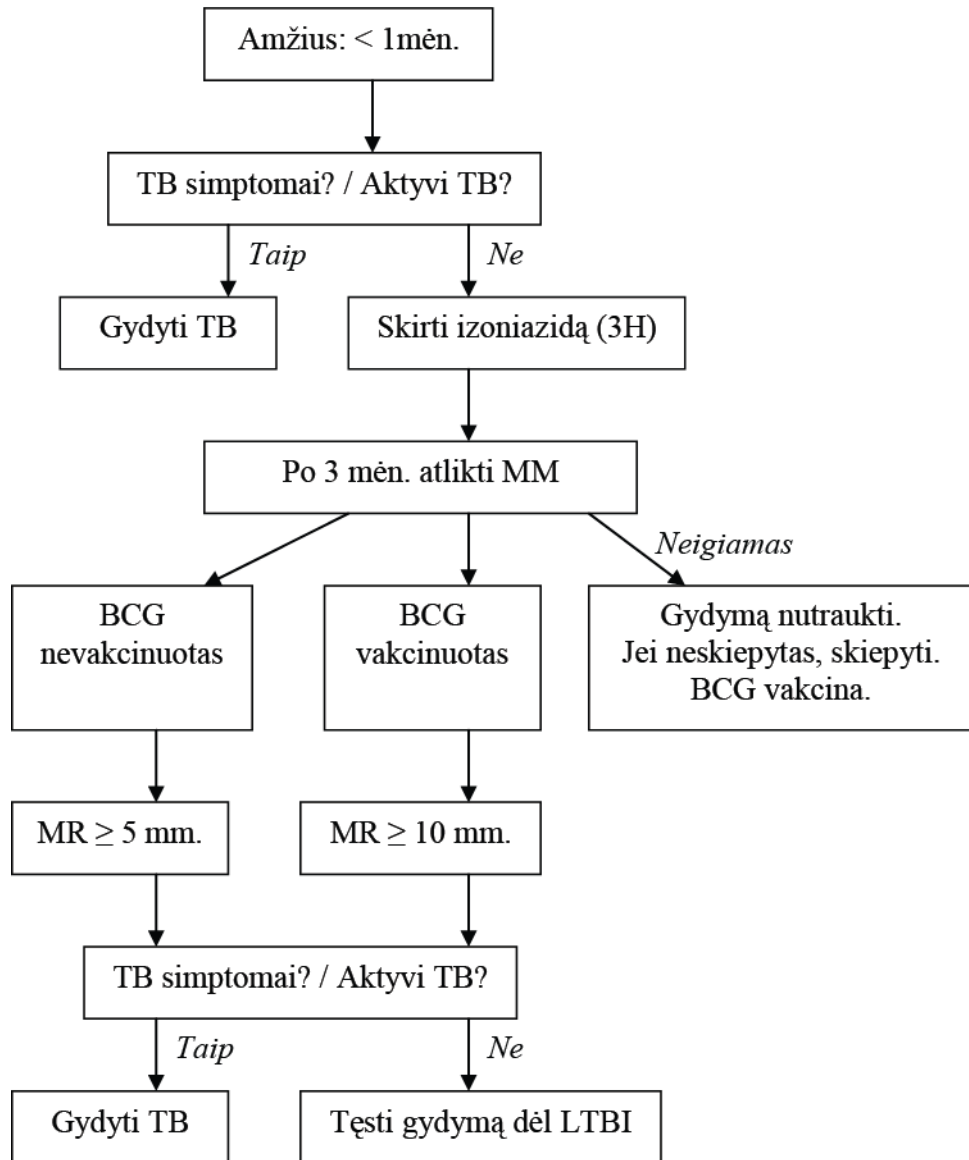 Amžius: < 1mėn.
TB simptomai? / Aktyvi TB?
Taip
Ne
Gydyti TB
Skirti izoniazidą (3H)
Po 3 mėn. atlikti MM
Neigiamas
BCG
nevakcinuotas
BCG
vakcinuotas
Gydymą nutraukti.
Jei neskiepytas, skiepyti.
BCG vakcina.
MR ≥ 5 mm.
MR ≥ 10 mm.
TB simptomai? / Aktyvi TB?
Taip
Ne
Gydyti TB
Tęsti gydymą dėl LTBI